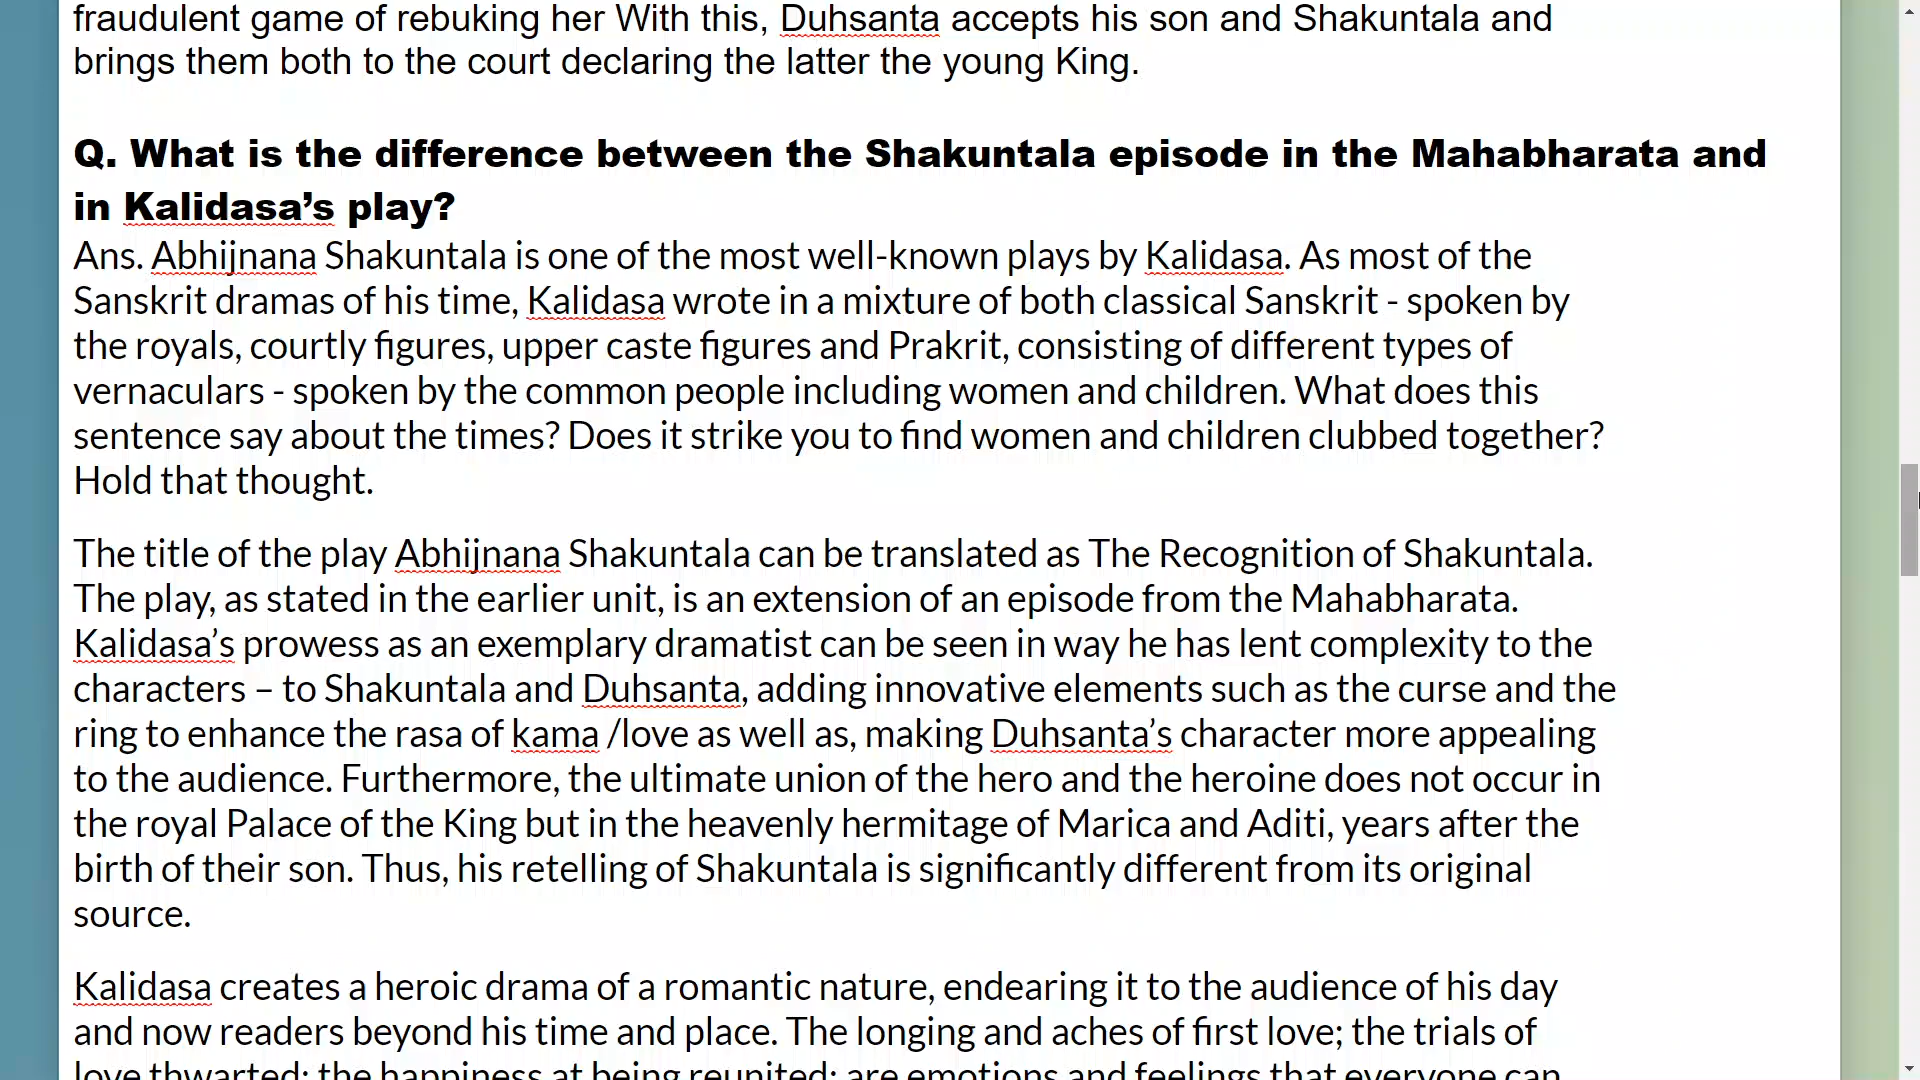 fraudulent game of rebuking her With this, Duhsanta accepts his son and Shakuntala and
brings them both to the court declaring the latter the young King.
Q. What is the difference between the Shakuntala episode in the Mahabharata and
in Kalidasa’s play?
Ans. Abhijnana Shakuntala is one of the most well-known plays by Kalidasa. As most of the
Sanskrit dramas of his time, Kalidasa wrote in a mixture of both classical Sanskrit - spoken by
the royals, courtly figures, upper caste figures and Prakrit, consisting of different types of
vernaculars - spoken by the common people including women and children. What does this
sentence say about the times? Does it strike you to find women and children clubbed together?
Hold that thought.
The title of the play Abhijnana Shakuntala can be translated as The Recognition of Shakuntala.
The play, as stated in the earlier unit, is an extension of an episode from the Mahabharata.
Kalidasa’s prowess as an exemplary dramatist can be seen in way he has lent complexity to the
characters – to Shakuntala and Duhsanta, adding innovative elements such as the curse and the
ring to enhance the rasa of kama /love as well as, making Duhsanta’s character more appealing
to the audience. Furthermore, the ultimate union of the hero and the heroine does not occur in
the royal Palace of the King but in the heavenly hermitage of Marica and Aditi, years after the
birth of their son. Thus, his retelling of Shakuntala is significantly different from its original
source.
Kalidasa creates a heroic drama of a romantic nature, endearing it to the audience of his day
and now readers beyond his time and place. The longing and aches of first love; the trials of
love thwarted; the happiness at being reunited; are emotions and feelings that everyone can